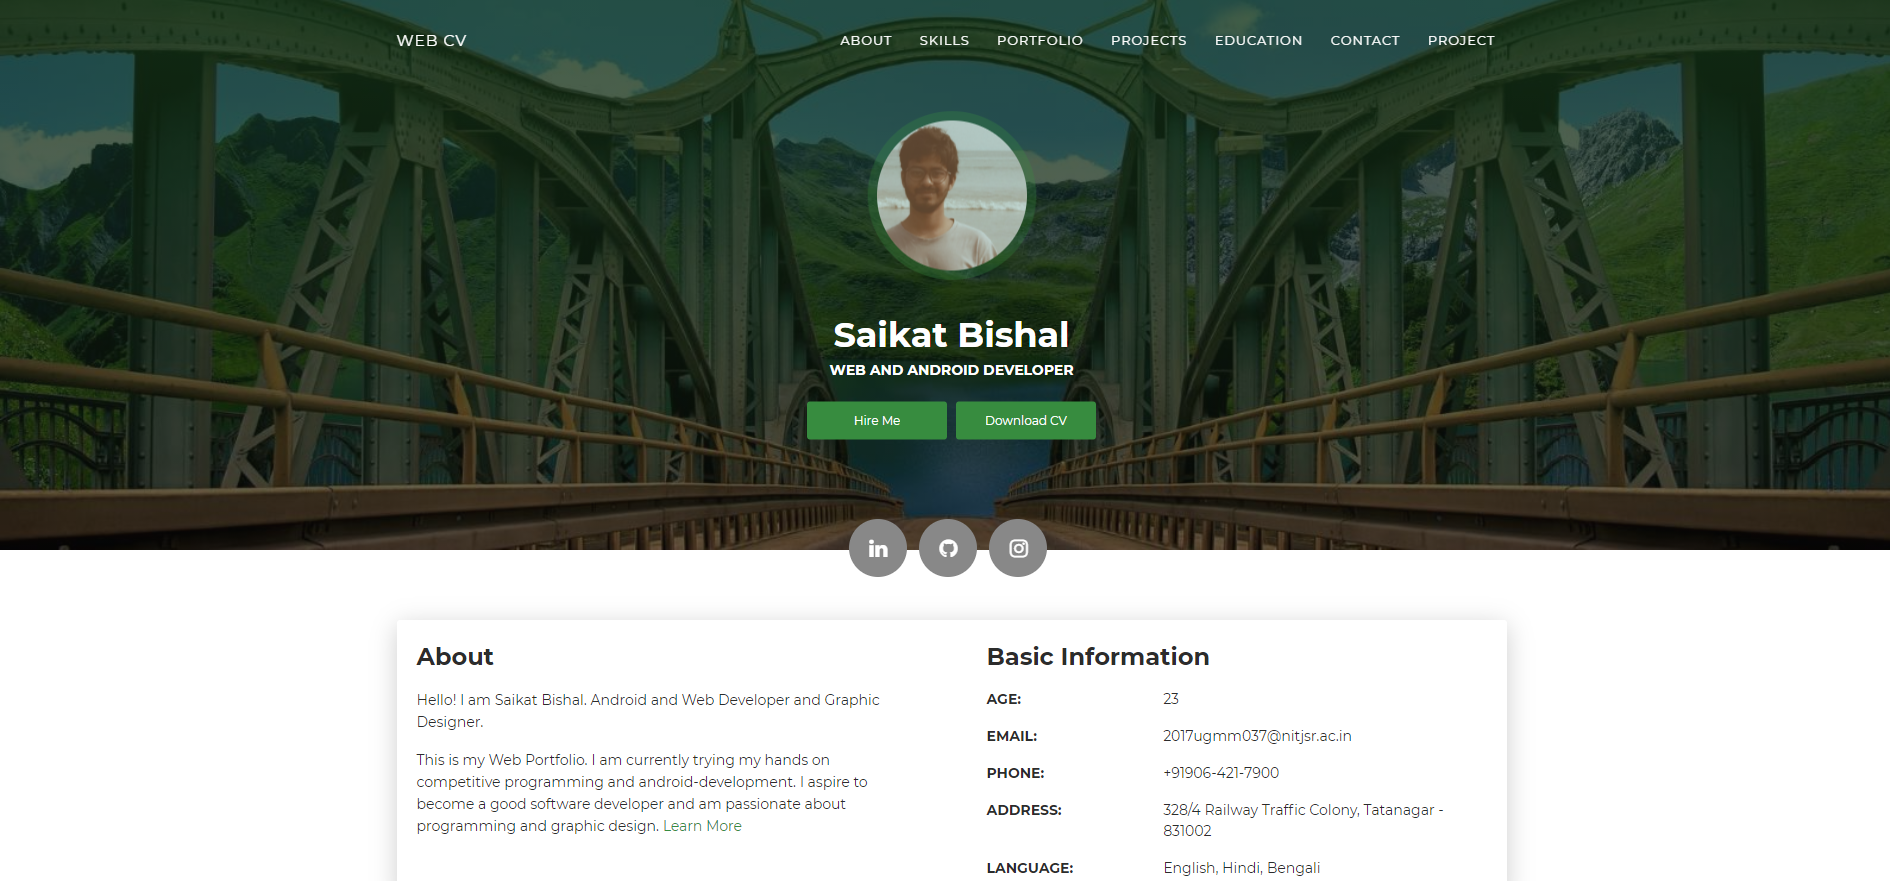 WEB CV
ABOUT SKILLS PORTFOLIO PROJECTS EDUCATION CONTACT PROJECT
Saikat Bishal
WEB AND ANDROID DEVELOPER
Hire Me
Download CV
in
About
Hello! I am Saikat Bishal. Android and Web Developer and Graphic
Designer.
This is my Web Portfolio. I am currently trying my hands on
competitive programming and android-development. I aspire to
become a good software developer and am passionate about
programming and graphic design. Learn More
Basic Information
AGE: 23
EMAIL: 2017ugmm037@nitjsr.ac.in
PHONE: +91906-421-7900
ADDRESS: 328/4 Railway Traffic Colony, Tatanagar -
831002
LANGUAGE: English, Hindi, Bengali